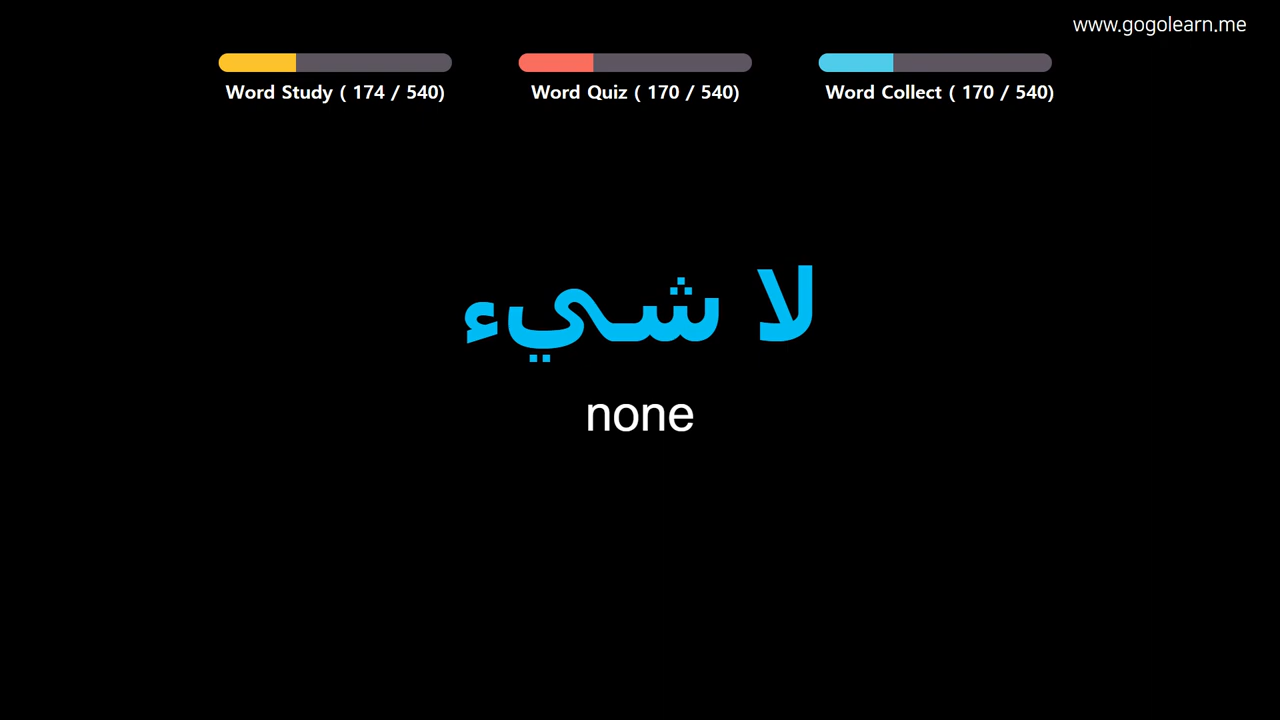 www.gogolearn.me
Word Study ( 174 / 540)
Word Quiz ( 170 / 540)
Word Collect ( 170 / 540)
لا شيء
none